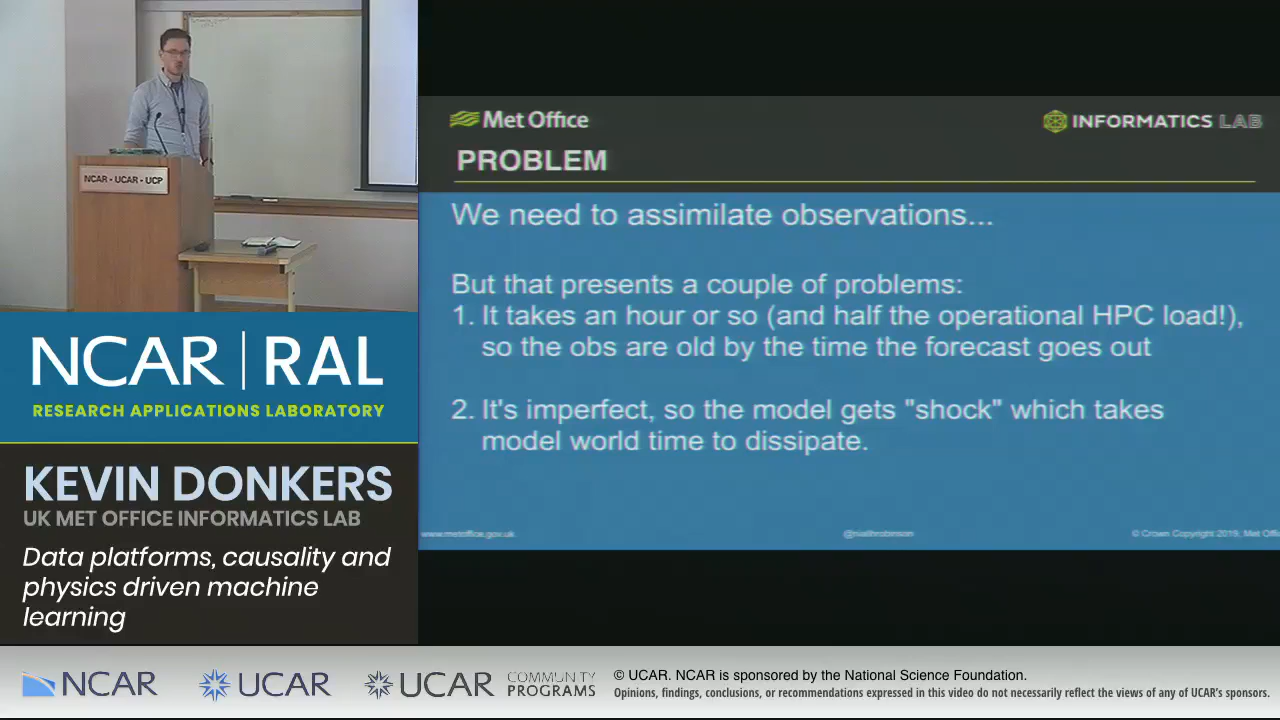 NCAR - UCAR - UCP
Met Office
INFORMATICS LAB
PROBLEM
We need to assimilate observations...
But that presents a couple of problems:
1. It takes an hour or so (and half the operational HPC load!),
so the obs are old by the time the forecast goes out
2. It's imperfect, so the model gets "shock" which takes
model world time to dissipate.
www.metoffice.gov.uk
@niallrobinson
© Crown Copyright 2019, Met Offi
NCAR | RAL
RESEARCH APPLICATIONS LABORATORY
KEVIN DONKERS
UK MET OFFICE INFORMATICS LAB
Data platforms, causality and
physics driven machine
learning
NCAR
UCAR
UCAR
COMMUNITY
PROGRAMS
© UCAR. NCAR is sponsored by the National Science Foundation.
Opinions, findings, conclusions, or recommendations expressed in this video do not necessarily reflect the views of any of UCAR's sponsors.